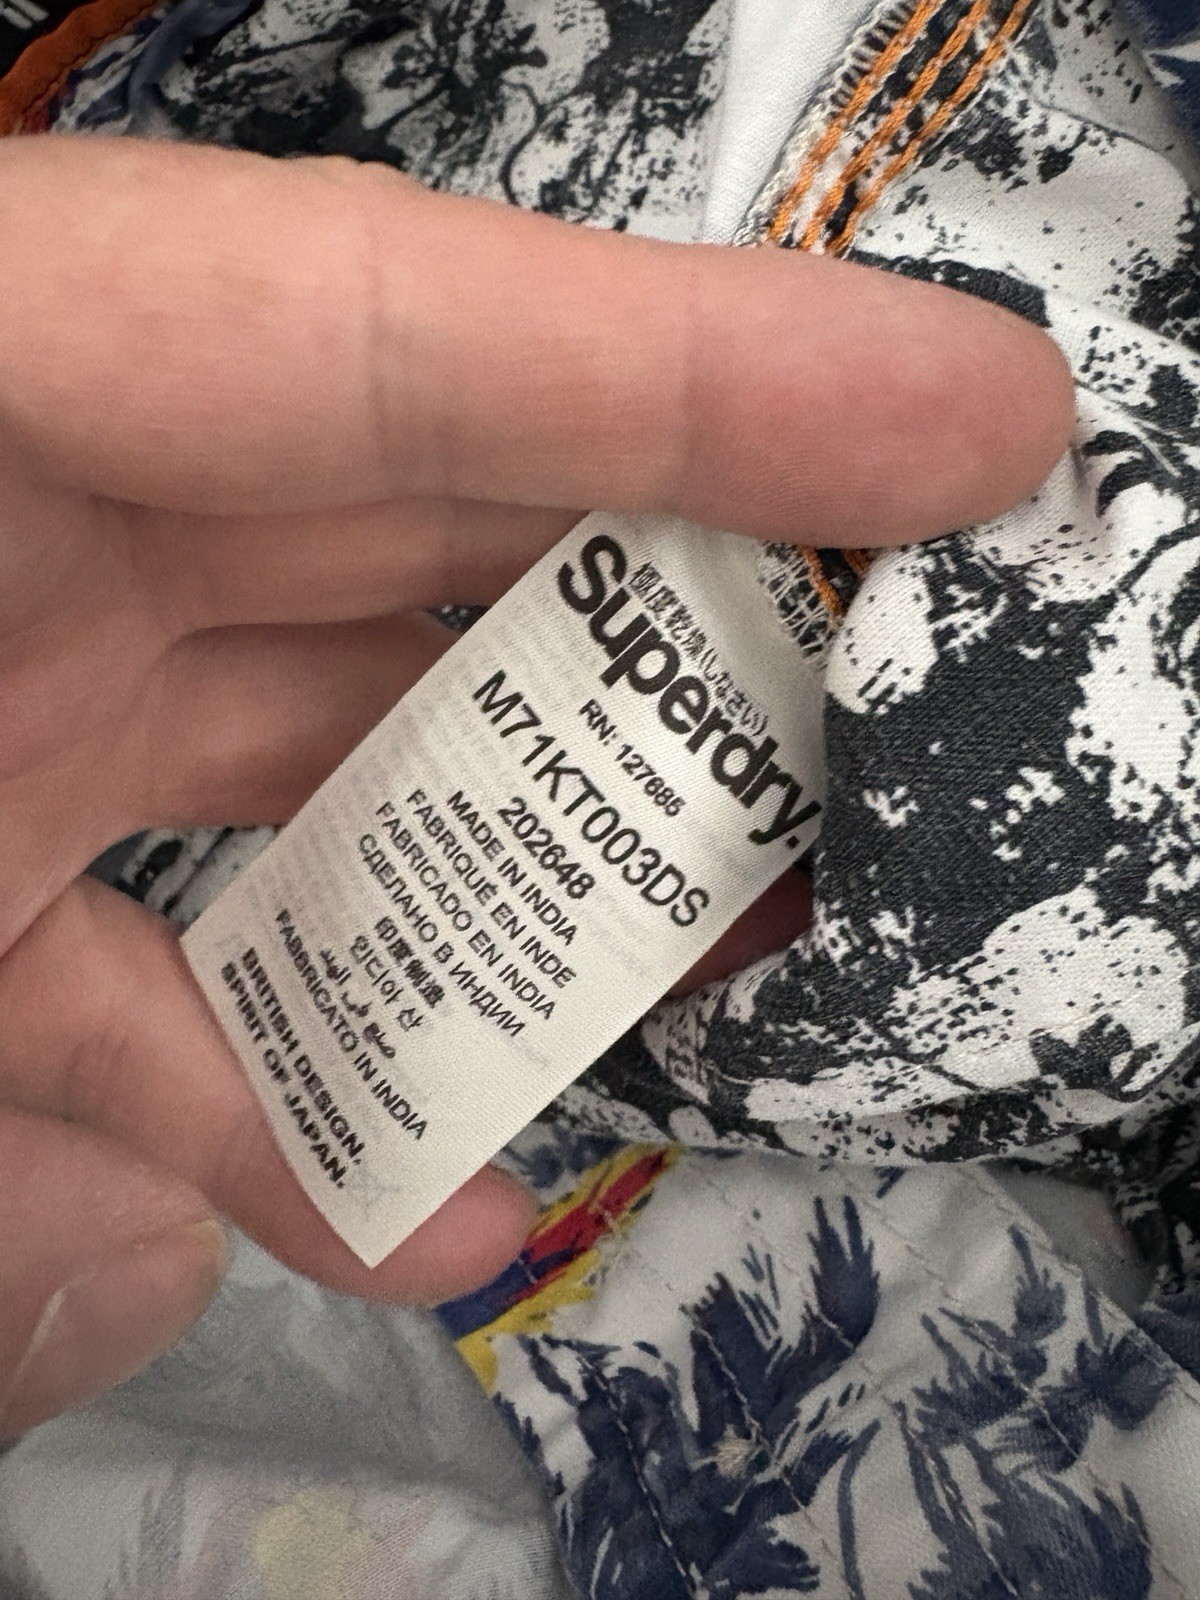 極度乾燥(しなさい)
Superdry.
RN: 127685
M71KT003DS
202648
MADE IN INDIA
FABRIQUÉ EN INDE
FABRICADO EN INDIA
СДЕЛАНО В ИНДИИ
印度制造
인디아 산
صنع في الهند
FABBRICATO IN INDIA
BRITISH DESIGN.
SPIRIT OF JAPAN.